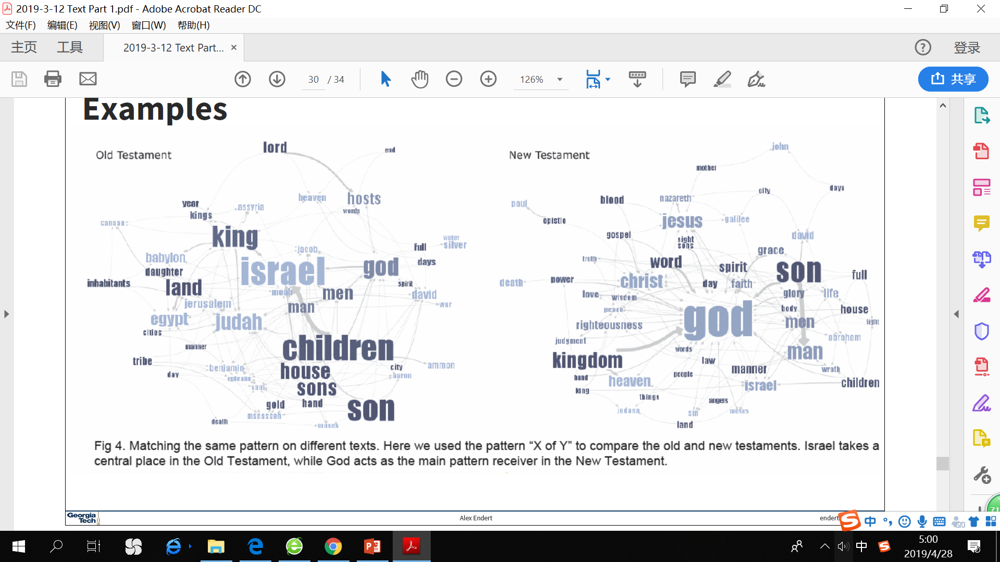 2019-3-12 Text Part 1.pdf - Adobe Acrobat Reader DC
文件(F) 编辑(E) 视图(V) 窗口(W) 帮助(H)
主页 工具 2019-3-12 Text Part... × 登录
30 / 34 126% 共享
Examples
Old Testament
lord
end
heaven
hosts
words
year
kings
assyria
canaan
king
water
silver
full
jacob
babylon
israel
god
days
daughter
inhabitants
land
spirit
moab
men
david
jerusalem
man
war
egypt
judah
cities
manner
children
tribe
benjamin
house
city
ammon
day
ephraim
aaron
saul
sons
gold
hand
son
manasseh
death
moses
New Testament
john
mother
city
days
paul
blood
nazareth
epistle
jesus
galilee
gospel
sight
sons
david
grace
truth
word
spirit
son
full
death
power
christ
day
faith
love
wisdom
glory
life
peace
god
body
house
righteousness
men
light
judgment
abraham
words
man
kingdom
law
manner
wrath
hand
people
heaven
israel
children
king
things
angels
judaea
sin
moses
land
Fig 4. Matching the same pattern on different texts. Here we used the pattern “X of Y” to compare the old and new testaments. Israel takes a
central place in the Old Testament, while God acts as the main pattern receiver in the New Testament.
Georgia
Tech
Alex Endert
endert
中
71
中
5:00
2019/4/28